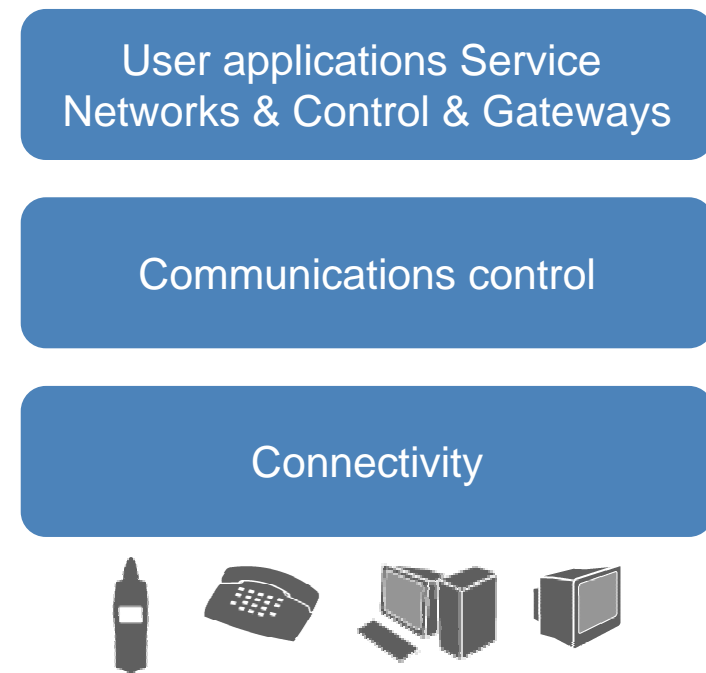 User applications Service
Networks & Control & Gateways
Communications control
Connectivity